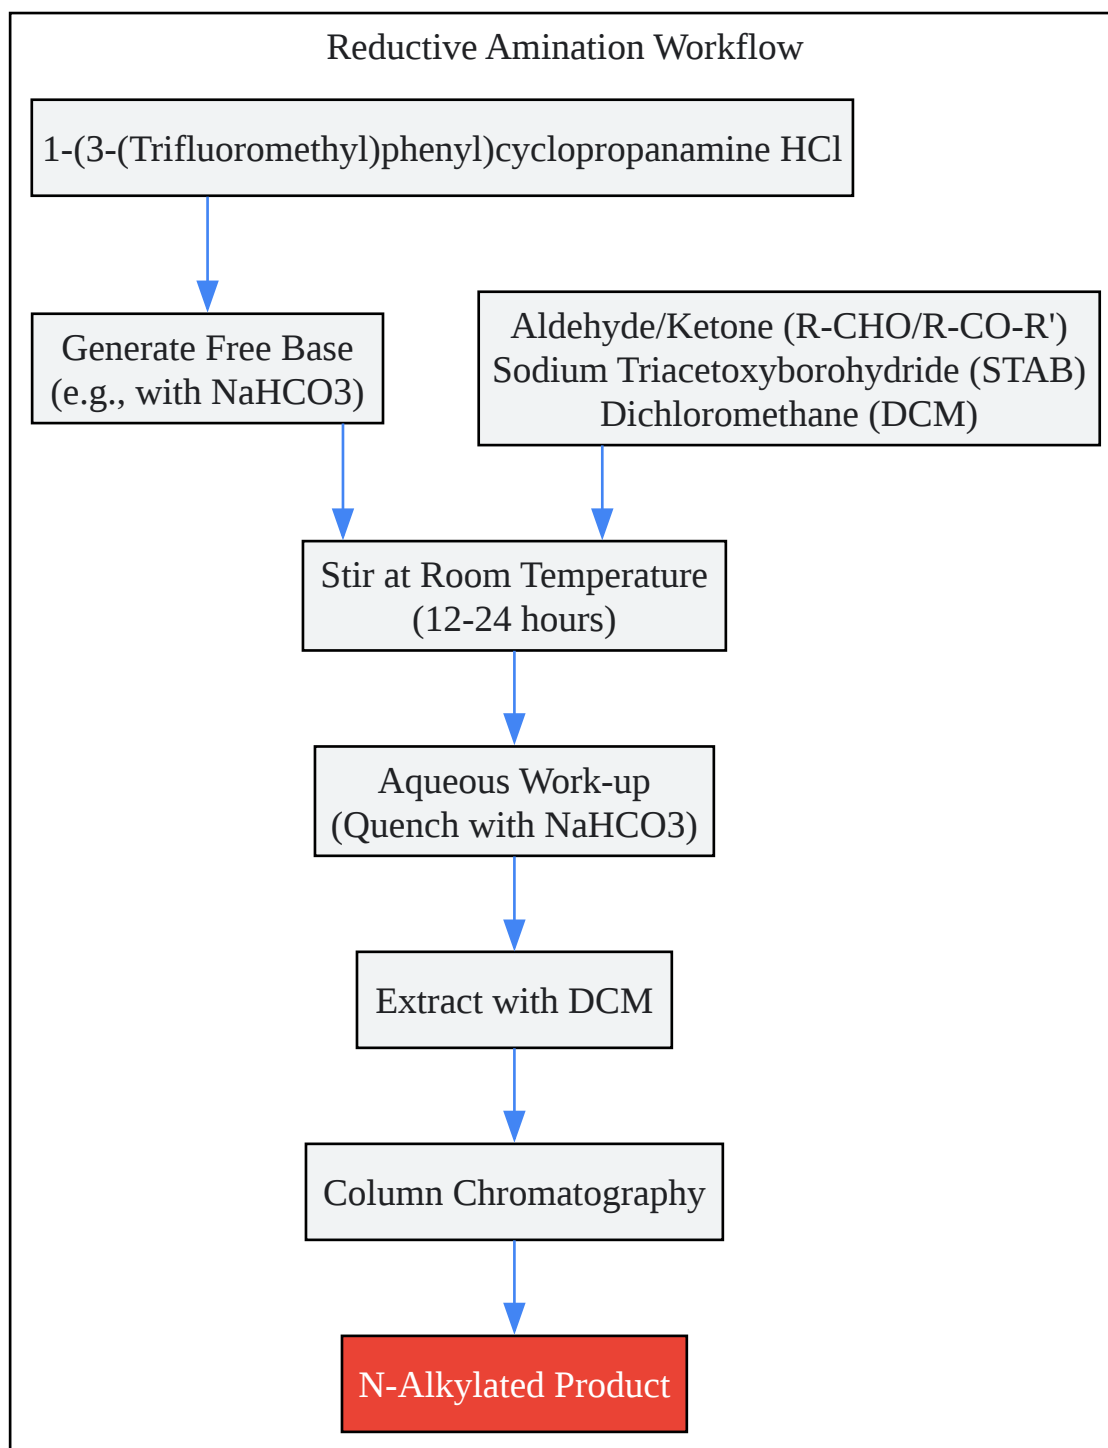 Reductive Amination Workflow
1-(3-(Trifluoromethyl)phenyl)cyclopropanamine HCl
Generate Free Base
(e.g., with NaHCO3)
Aldehyde/Ketone (R-CHO/R-CO-R')
Sodium Triacetoxyborohydride (STAB)
Dichloromethane (DCM)
Stir at Room Temperature
(12-24 hours)
Aqueous Work-up
(Quench with NaHCO3)
Extract with DCM
Column Chromatography
N-Alkylated Product